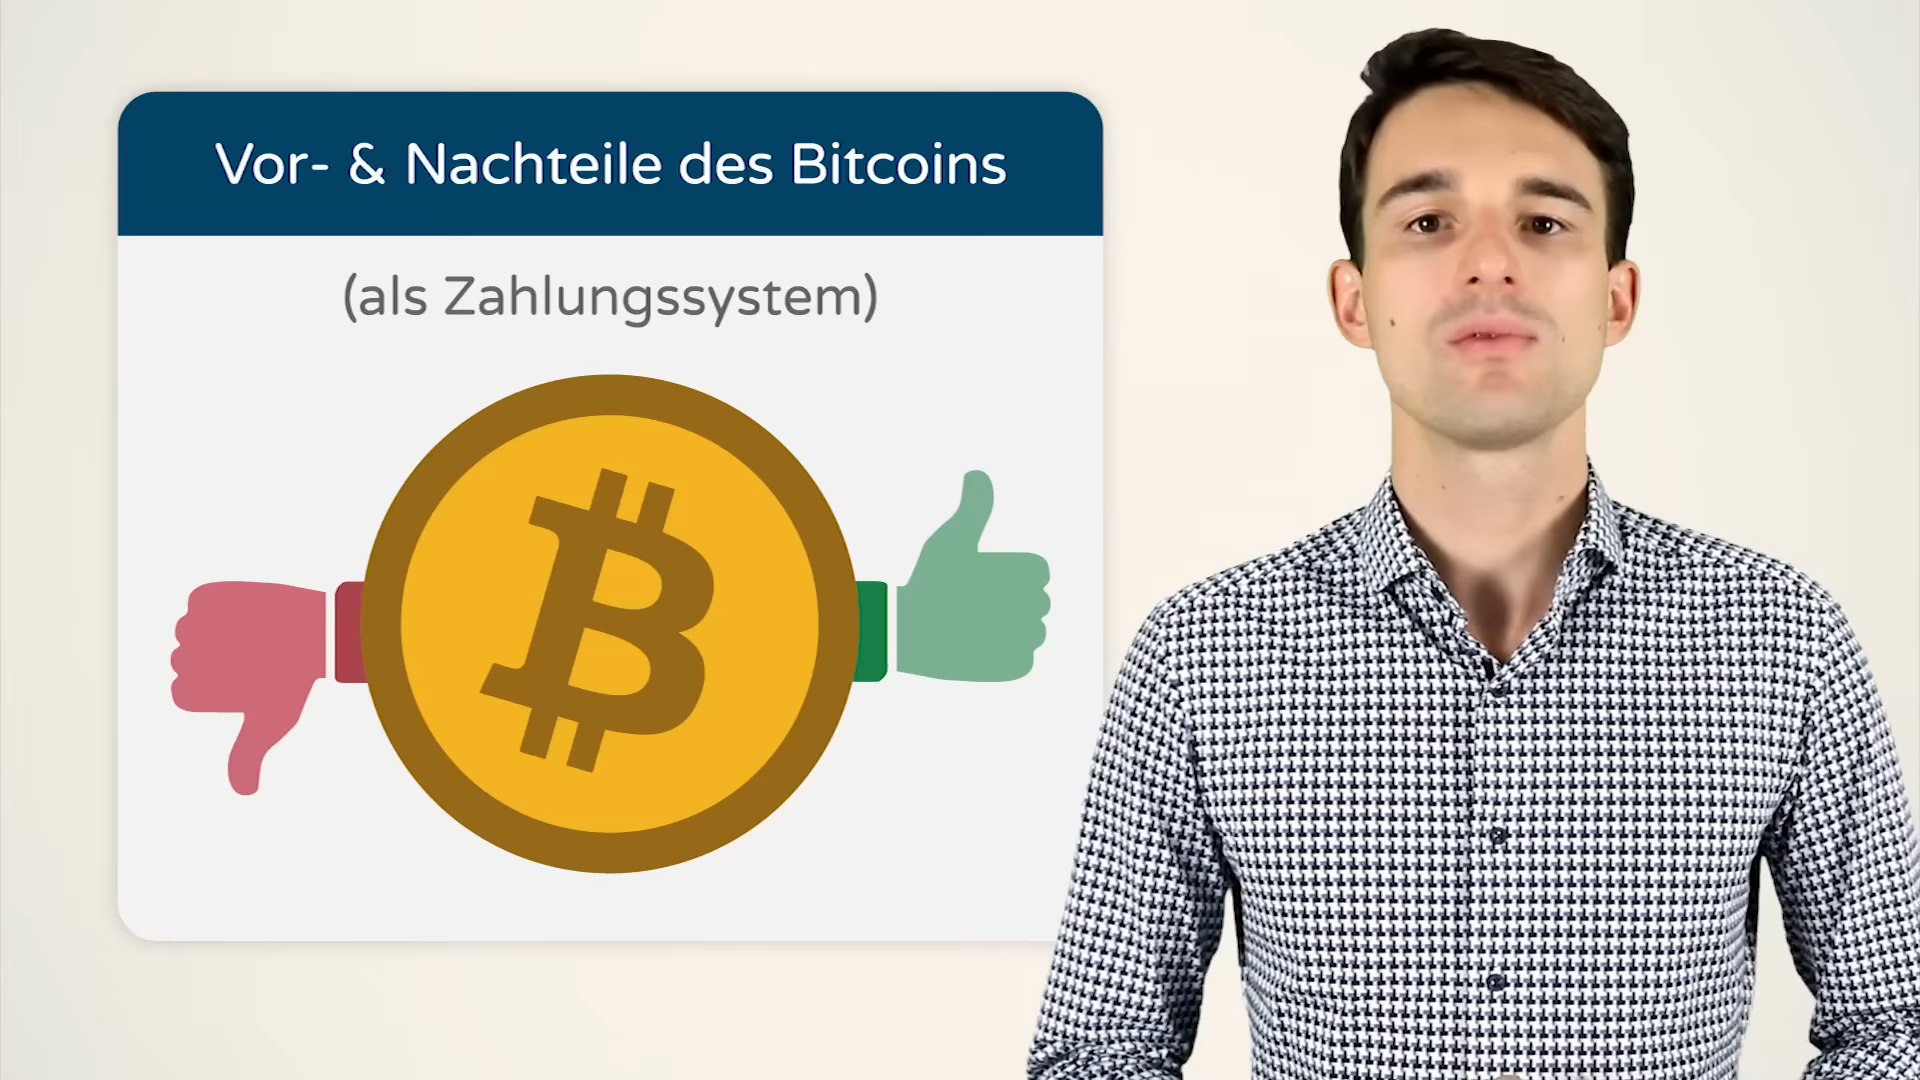 Vor- & Nachteile des Bitcoins
(als Zahlungssystem)